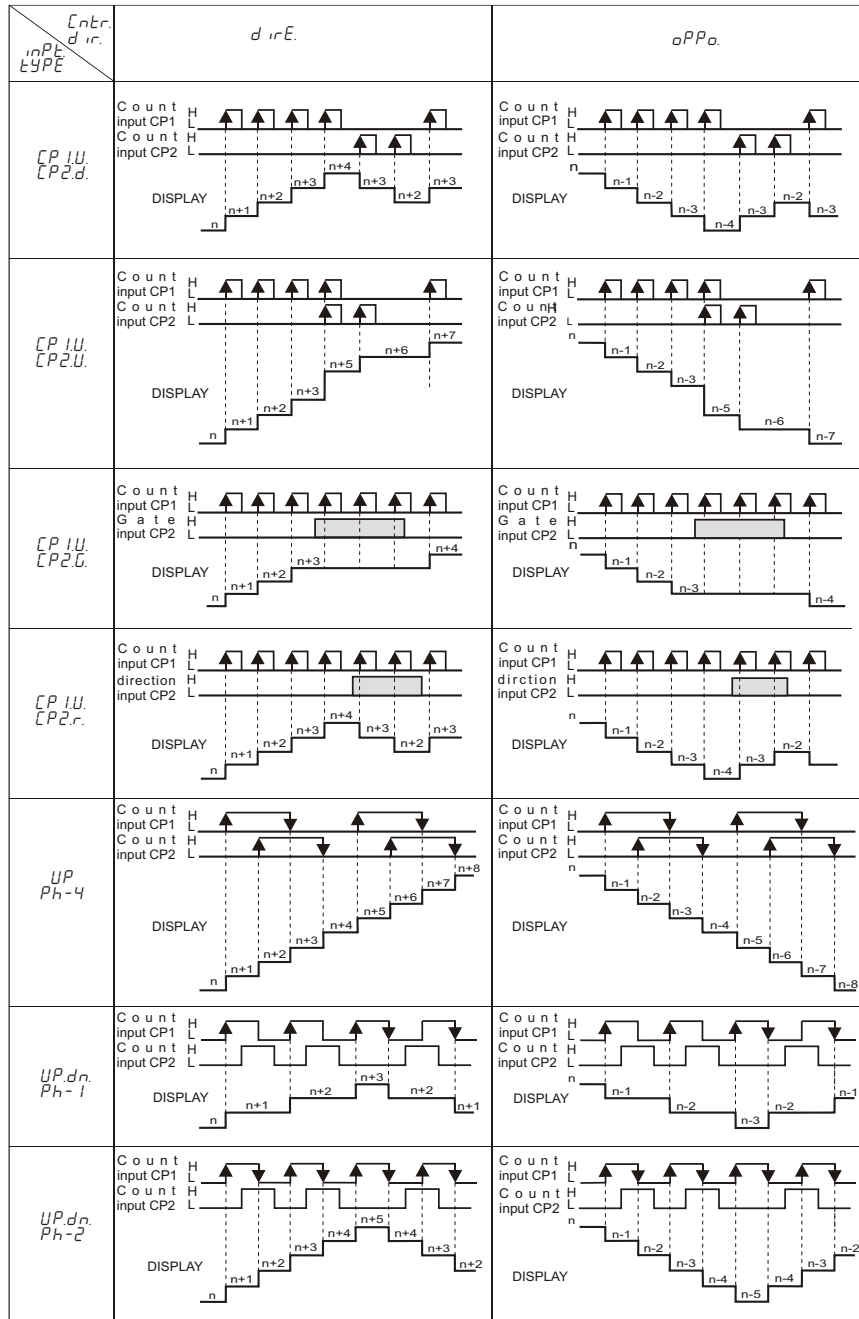 Cntr.
dir.
inPt.
tYPE
dirE.
oPPo.
CP1.U.
CP2.d.
Count
input CP1
H
L
Count
input CP2
H
L
DISPLAY
n
n+1
n+2
n+3
n+4
n+3
n+2
n+3
Count
input CP1
H
L
Count
input CP2
H
L
DISPLAY
n
n-1
n-2
n-3
n-4
n-3
n-2
n-3
CP1.U.
CP2.U.
Count
input CP1
H
L
Count
input CP2
H
L
DISPLAY
n
n+1
n+2
n+3
n+5
n+6
n+7
Count
input CP1
H
L
Count
input CP2
H
L
DISPLAY
n
n-1
n-2
n-3
n-5
n-6
n-7
CP1.U.
CP2.G.
Count
input CP1
H
L
Gate
input CP2
H
L
DISPLAY
n
n+1
n+2
n+3
n+4
Count
input CP1
H
L
Gate
input CP2
H
L
DISPLAY
n
n-1
n-2
n-3
n-4
CP1.U.
CP2.r.
Count
input CP1
H
L
direction
input CP2
H
L
DISPLAY
n
n+1
n+2
n+3
n+4
n+3
n+2
n+3
Count
input CP1
H
L
dirction
input CP2
H
L
DISPLAY
n
n-1
n-2
n-3
n-4
n-3
n-2
UP
Ph-4
Count
input CP1
H
L
Count
input CP2
H
L
DISPLAY
n
n+1
n+2
n+3
n+4
n+5
n+6
n+7
n+8
Count
input CP1
H
L
Count
input CP2
H
L
DISPLAY
n
n-1
n-2
n-3
n-4
n-5
n-6
n-7
n-8
UP.dn.
Ph-1
Count
input CP1
H
L
Count
input CP2
H
L
DISPLAY
n
n+1
n+2
n+3
n+2
n+1
Count
input CP1
H
L
Count
input CP2
H
L
DISPLAY
n
n-1
n-2
n-3
n-2
n-1
UP.dn.
Ph-2
Count
input CP1
H
L
Count
input CP2
H
L
DISPLAY
n
n+1
n+2
n+3
n+4
n+5
n+4
n+3
n+2
Count
input CP1
H
L
Count
input CP2
H
L
DISPLAY
n
n-1
n-2
n-3
n-4
n-5
n-4
n-3
n-2